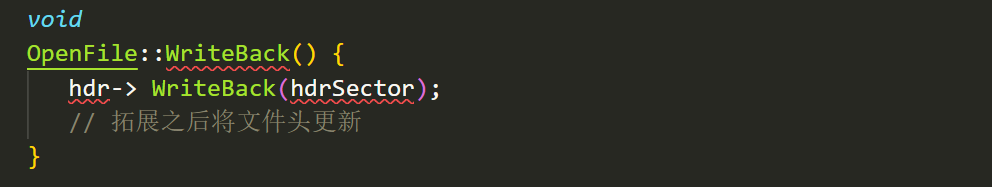 void
OpenFile::WriteBack() {
hdr-> WriteBack(hdrSector);
// 拓展之后将文件头更新
}